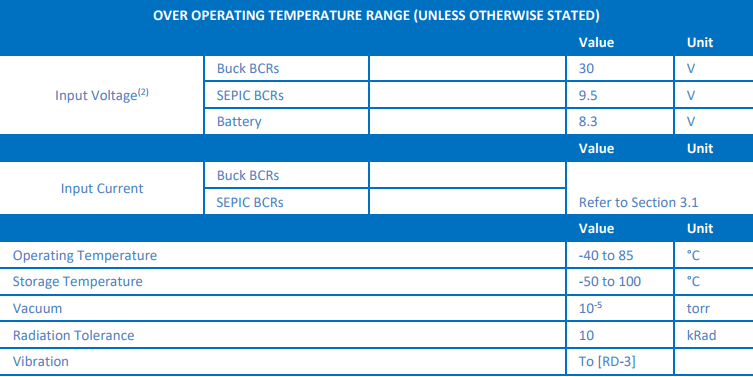 OVER OPERATING TEMPERATURE RANGE (UNLESS OTHERWISE STATED)
Value Unit
Input Voltage(2) Buck BCRs 30 V
SEPIC BCRs 9.5 V
Battery 8.3 V
Value Unit
Input Current Buck BCRs
SEPIC BCRs Refer to Section 3.1
Value Unit
Operating Temperature -40 to 85 °C
Storage Temperature -50 to 100 °C
Vacuum 10-5 torr
Radiation Tolerance 10 kRad
Vibration To [RD-3]